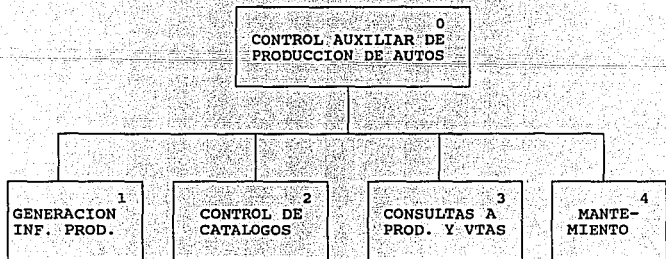 0
CONTROL AUXILIAR DE
PRODUCCION DE AUTOS
1
GENERACION
INF. PROD.
2
CONTROL DE
CATALOGOS
3
CONSULTAS A
PROD. Y VTAS
4
MANTE-
MIENTO